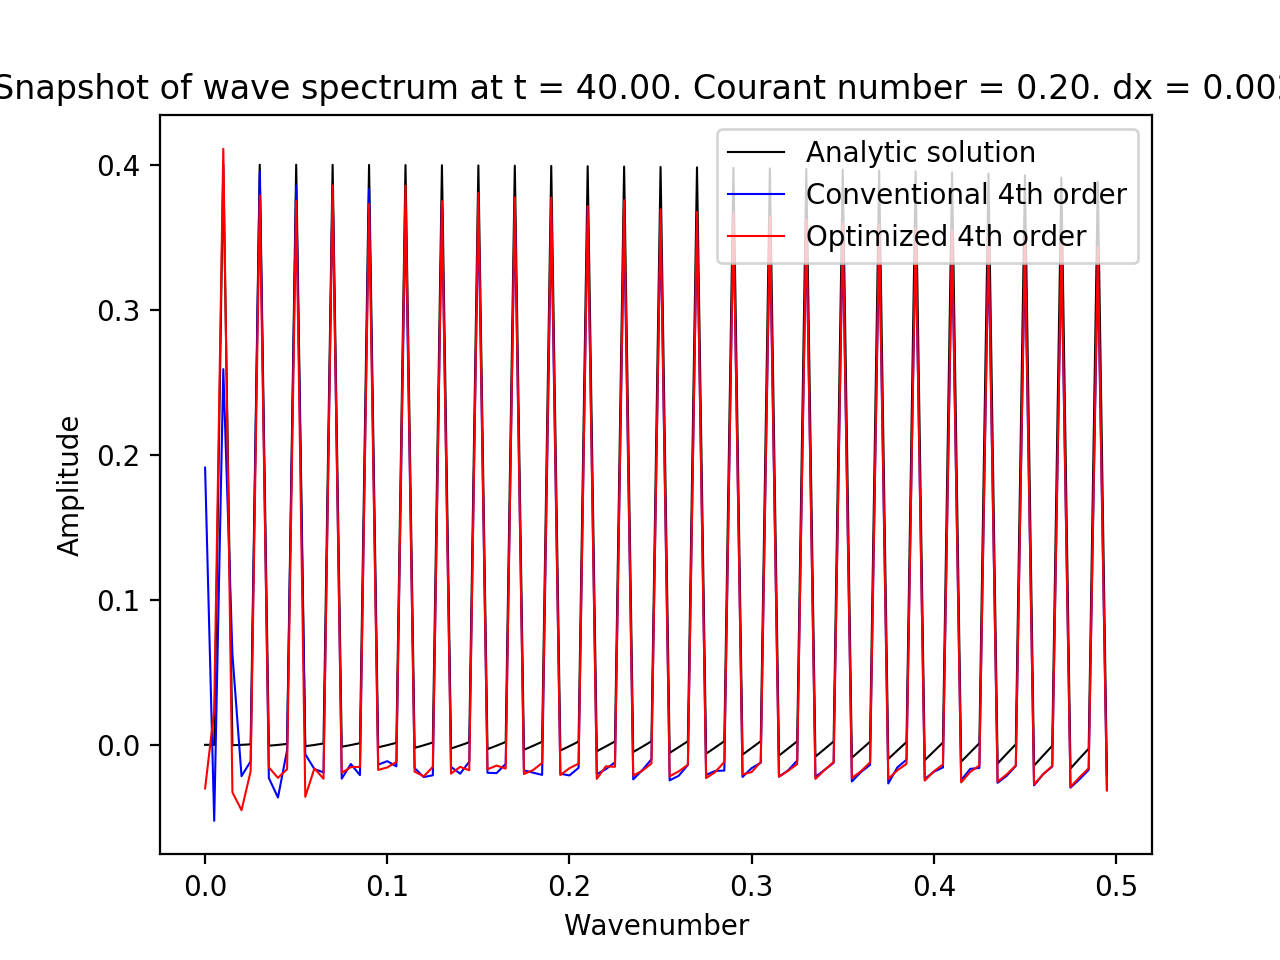 Snapshot of wave spectrum at t = 40.00. Courant number = 0.20. dx = 0.00
Analytic solution
Conventional 4th order
Optimized 4th order
0.4
0.3
0.2
0.1
0.0
Amplitude
0.0 0.1 0.2 0.3 0.4 0.5
Wavenumber